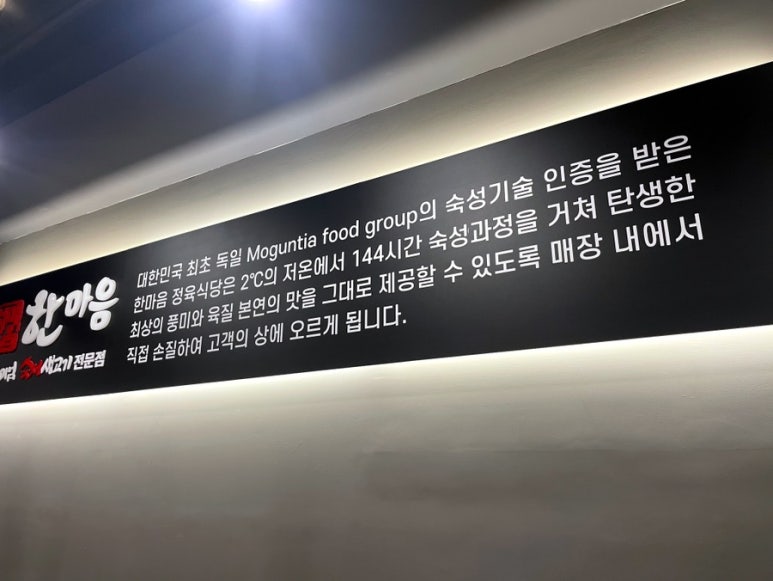 한마음
생고기 전문점
대한민국 최초 독일 Moguntia food group의 숙성기술 인증을 받은
한마음 정육식당은 2℃의 저온에서 144시간 숙성과정을 거쳐 탄생한
최상의 풍미와 육질 본연의 맛을 그대로 제공할 수 있도록 매장 내에서
직접 손질하여 고객의 상에 오르게 됩니다.